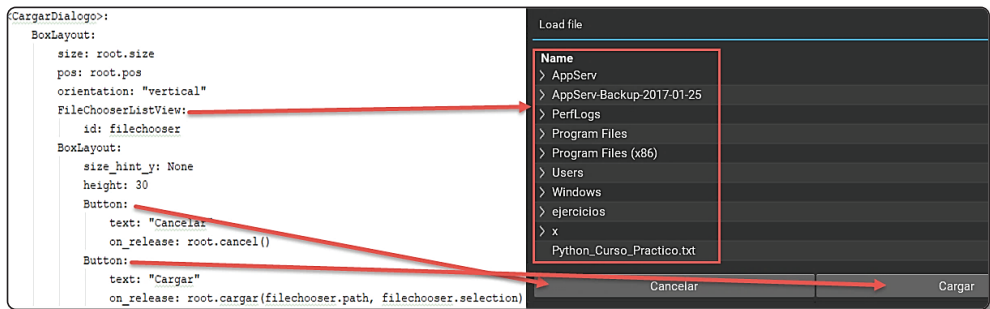 <CargarDialogo>:
BoxLayout:
size: root.size
pos: root.pos
orientation: "vertical"
FileChooserListView:
id: filechooser
BoxLayout:
size_hint_y: None
height: 30
Button:
text: "Cancelar"
on_release: root.cancel()
Button:
text: "Cargar"
on_release: root.cargar(filechooser.path, filechooser.selection)
Load file
Name
> AppServ
> AppServ-Backup-2017-01-25
> PerfLogs
> Program Files
> Program Files (x86)
> Users
> Windows
> ejercicios
> x
Python_Curso_Practico.txt
Cancelar
Cargar